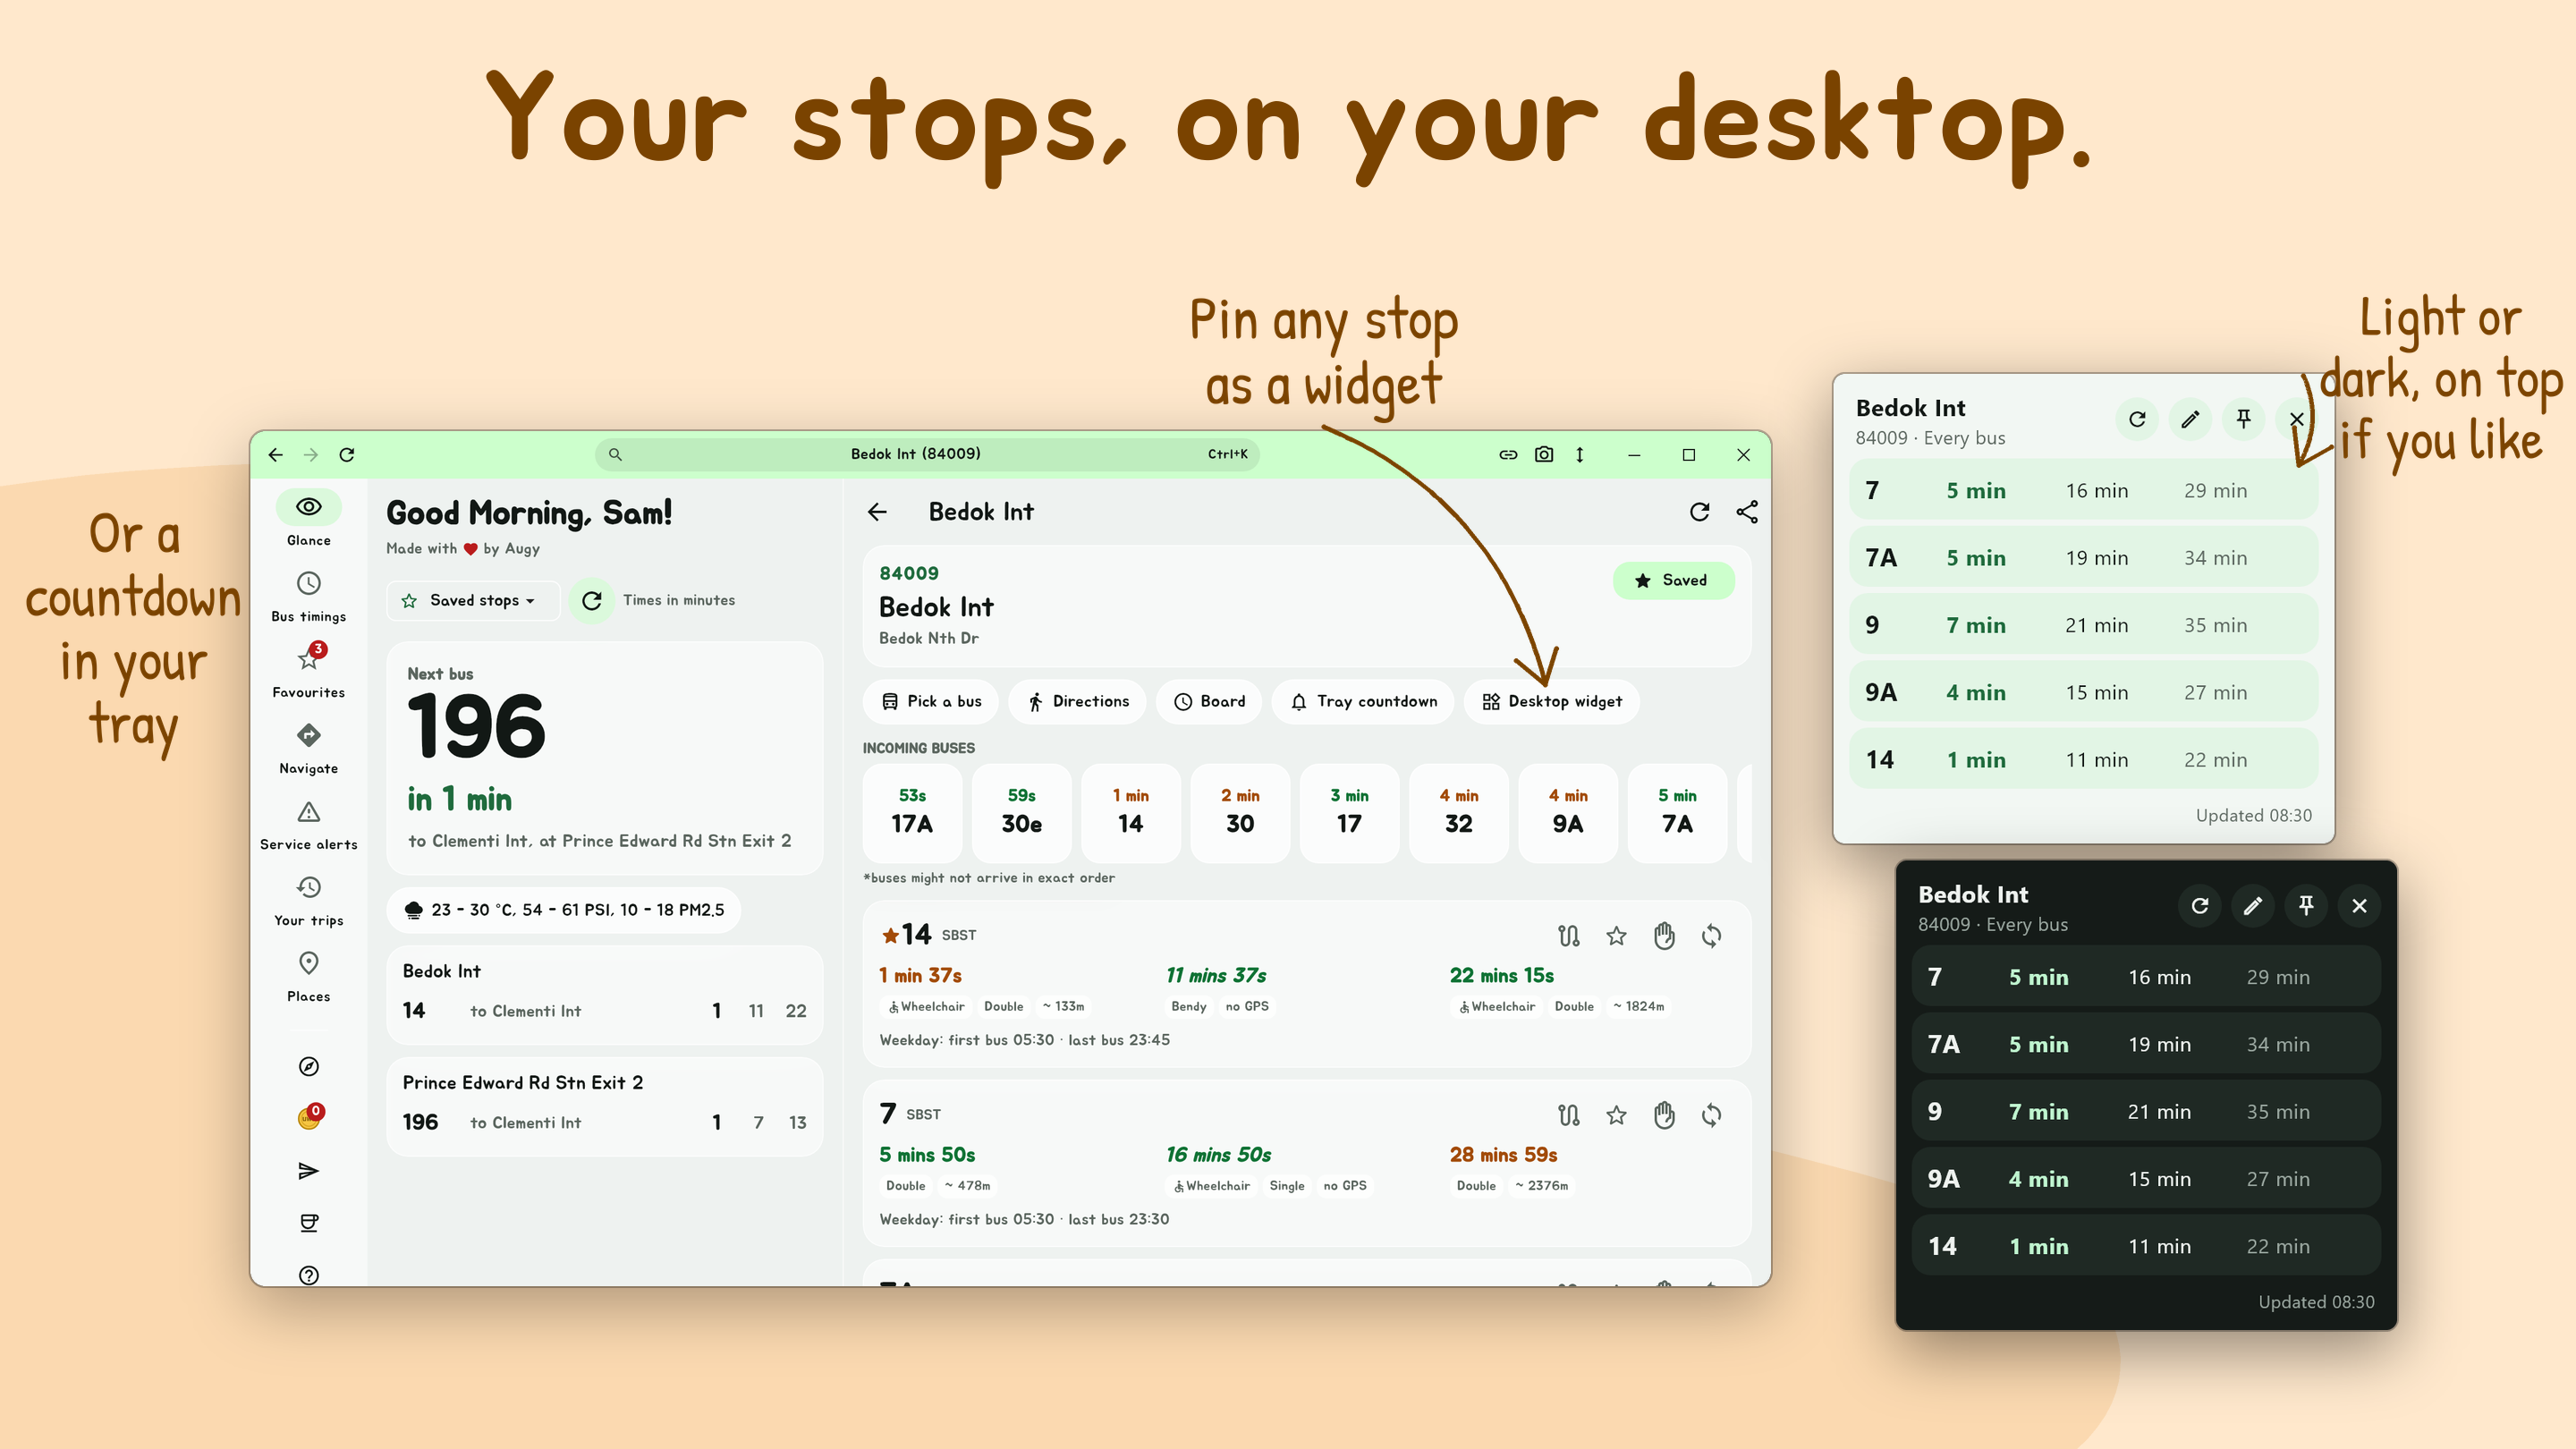 Your stops, on your desktop.
Pin any stop
as a widget
Light or
dark, on top
if you like
Or a
countdown
in your
tray
Bedok Int (84009)
Ctrl+K
Glance
Bus timings
3
Favourites
Navigate
Service alerts
Your trips
Places
0
Good Morning, Sam!
Made with by Augy
Saved stops
Times in minutes
Next bus
196
in 1 min
to Clementi Int, at Prince Edward Rd Stn Exit 2
23 - 30 °C, 54 - 61 PSI, 10 - 18 PM2.5
Bedok Int
14 to Clementi Int 1 11 22
Prince Edward Rd Stn Exit 2
196 to Clementi Int 1 7 13
Bedok Int
84009
Bedok Int
Bedok Nth Dr
Saved
Pick a bus
Directions
Board
Tray countdown
Desktop widget
INCOMING BUSES
53s 59s 1 min 2 min 3 min 4 min 4 min 5 min
17A 30e 14 30 17 32 9A 7A
*buses might not arrive in exact order
14 SBST
1 min 37s 11 mins 37s 22 mins 15s
Wheelchair Double ~ 133m Bendy no GPS Wheelchair Double ~ 1824m
Weekday: first bus 05:30 · last bus 23:45
7 SBST
5 mins 50s 16 mins 50s 28 mins 59s
Double ~ 478m Wheelchair Single no GPS Double ~ 2376m
Weekday: first bus 05:30 · last bus 23:30
Bedok Int
84009 · Every bus
7 5 min 16 min 29 min
7A 5 min 19 min 34 min
9 7 min 21 min 35 min
9A 4 min 15 min 27 min
14 1 min 11 min 22 min
Updated 08:30
Bedok Int
84009 · Every bus
7 5 min 16 min 29 min
7A 5 min 19 min 34 min
9 7 min 21 min 35 min
9A 4 min 15 min 27 min
14 1 min 11 min 22 min
Updated 08:30